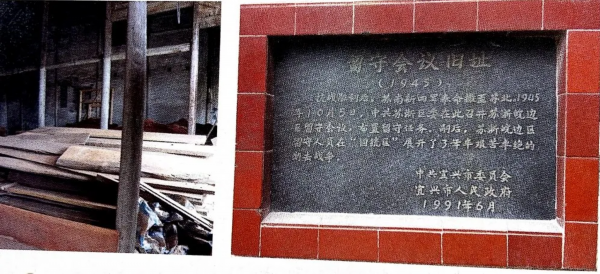 留守会议旧址
(1945)
抗战胜利后，苏南新四军奉命撤至苏北。1945
年10月5日，中共苏浙区党委在此召开苏浙皖边
区留守会议，布置留守任务。别后，苏浙皖边区
留守人员在“旧据区”展开了3年艰苦卓绝的
游击战争。
中共宜兴市委员会
宜兴市人民政府
1991年6月